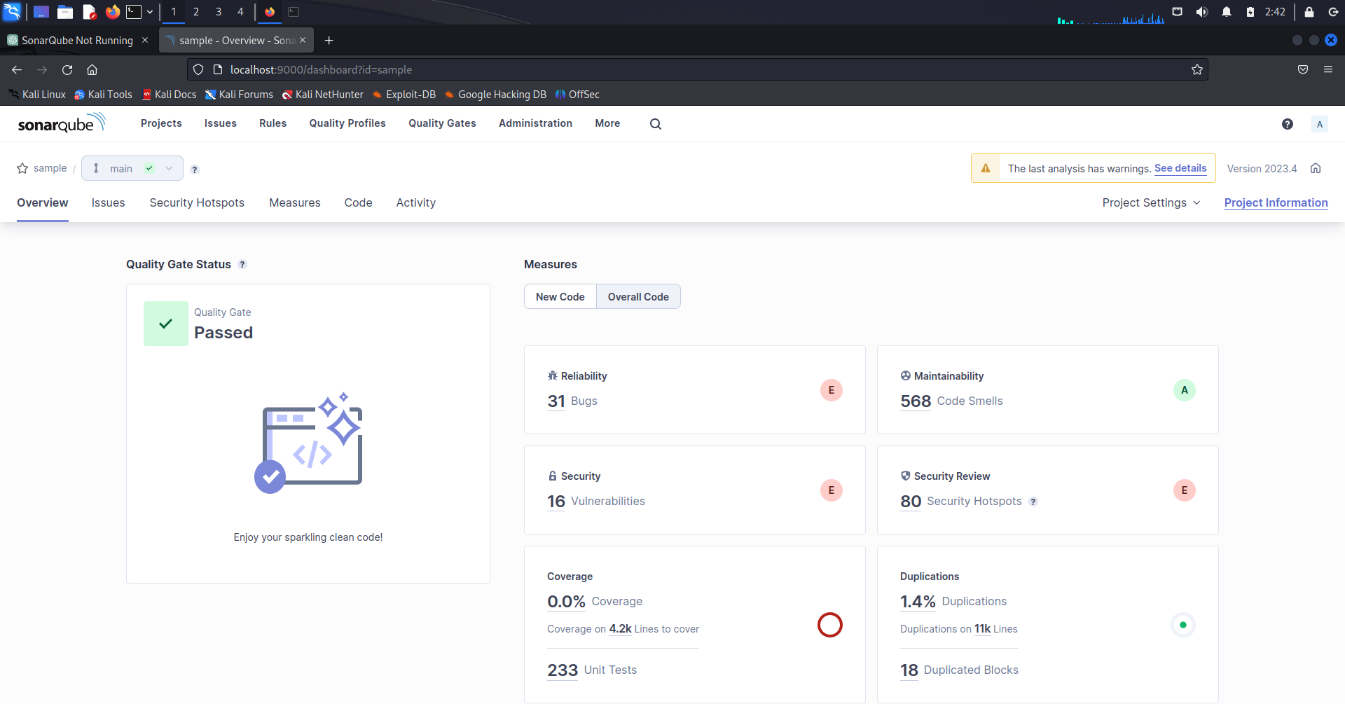 1 2 3 4 2:42
SonarQube Not Running sample - Overview - Sona
localhost:9000/dashboard?id=sample
Kali Linux Kali Tools Kali Docs Kali Forums Kali NetHunter Exploit-DB Google Hacking DB OffSec
sonarqube Projects Issues Rules Quality Profiles Quality Gates Administration More ? A
sample / main ? The last analysis has warnings. See details Version 2023.4
Overview Issues Security Hotspots Measures Code Activity Project Settings Project Information
Quality Gate Status ?
Quality Gate
Passed
Enjoy your sparkling clean code!
Measures
New Code Overall Code
Reliability
31 Bugs E
Maintainability
568 Code Smells A
Security
16 Vulnerabilities E
Security Review
80 Security Hotspots ? E
Coverage
0.0% Coverage
Coverage on 4.2k Lines to cover
233 Unit Tests
Duplications
1.4% Duplications
Duplications on 11k Lines
18 Duplicated Blocks